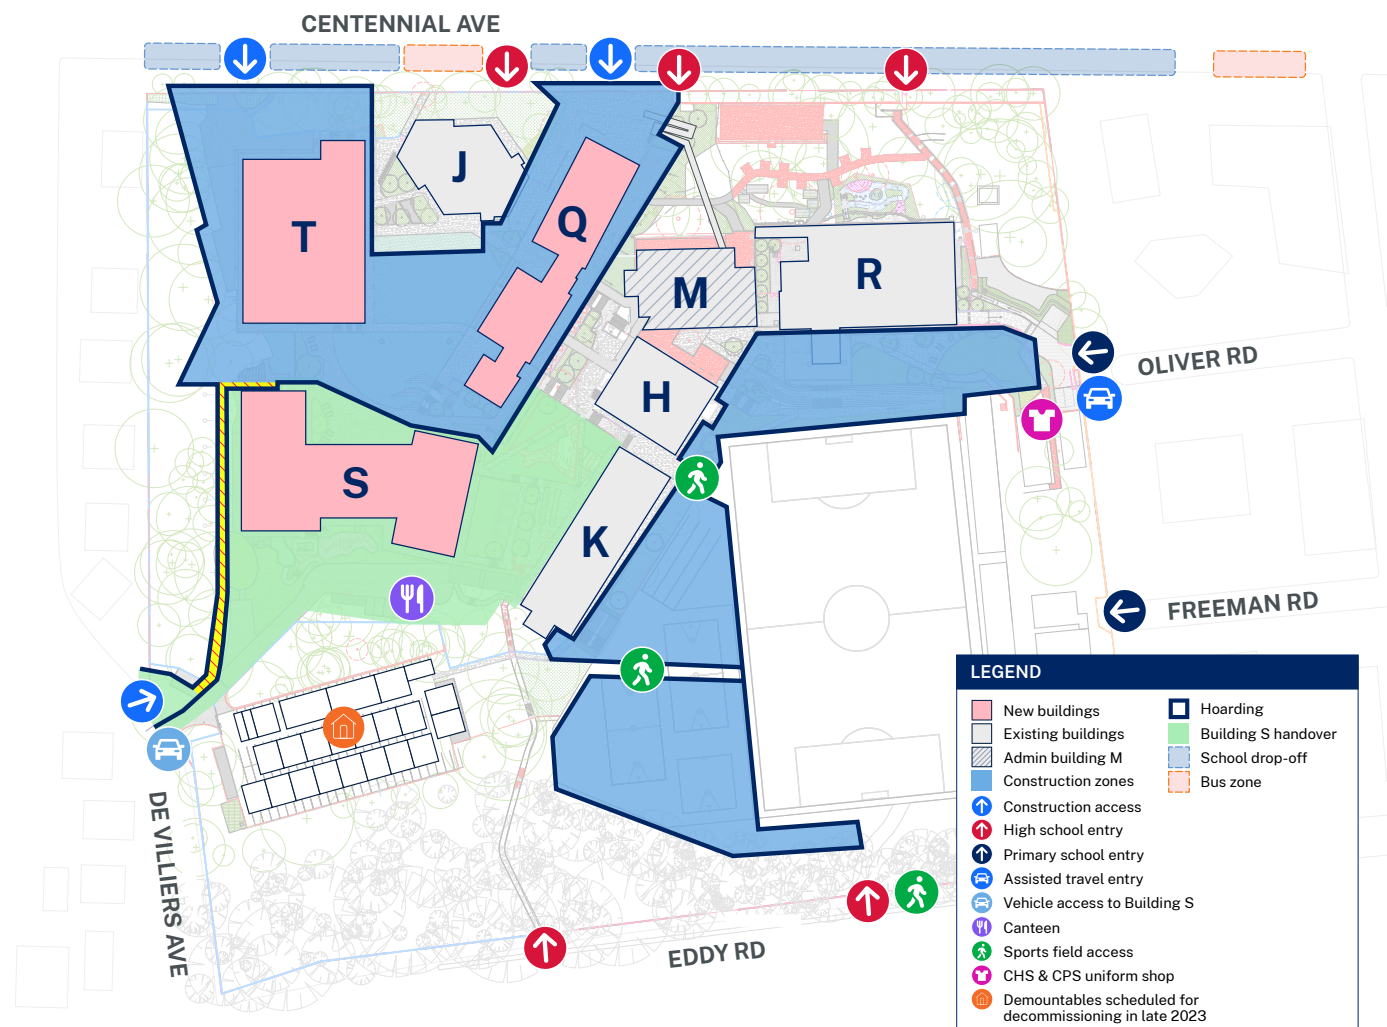 CENTENNIAL AVE
J
T
Q
M
R
H
S
K
OLIVER RD
FREEMAN RD
DE VILLIERS AVE
EDDY RD
LEGEND
New buildings
Existing buildings
Admin building M
Construction zones
Construction access
High school entry
Primary school entry
Assisted travel entry
Vehicle access to Building S
Canteen
Sports field access
CHS & CPS uniform shop
Demountables scheduled for
decommissioning in late 2023
Hoarding
Building S handover
School drop-off
Bus zone